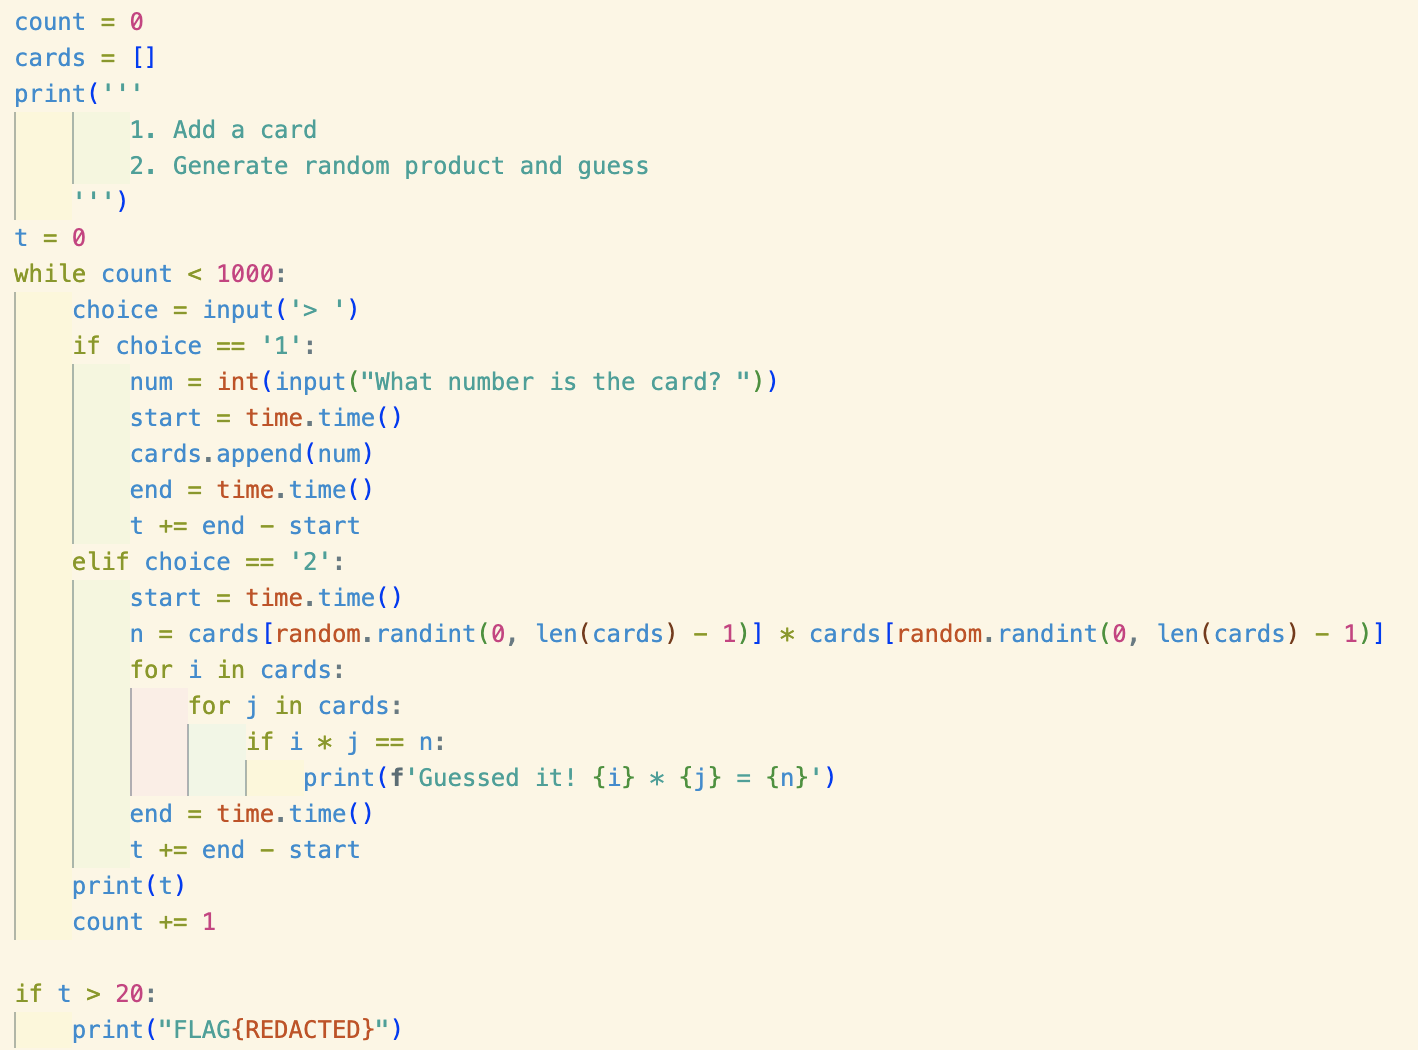 count = 0
cards = []
print('''
        1. Add a card
        2. Generate random product and guess
    ''')
t = 0
while count < 1000:
    choice = input('> ')
    if choice == '1':
        num = int(input("What number is the card? "))
        start = time.time()
        cards.append(num)
        end = time.time()
        t += end - start
    elif choice == '2':
        start = time.time()
        n = cards[random.randint(0, len(cards) - 1)] * cards[random.randint(0, len(cards) - 1)]
        for i in cards:
            for j in cards:
                if i * j == n:
                    print(f'Guessed it! {i} * {j} = {n}')
        end = time.time()
        t += end - start
    print(t)
    count += 1

if t > 20:
    print("FLAG{REDACTED}")